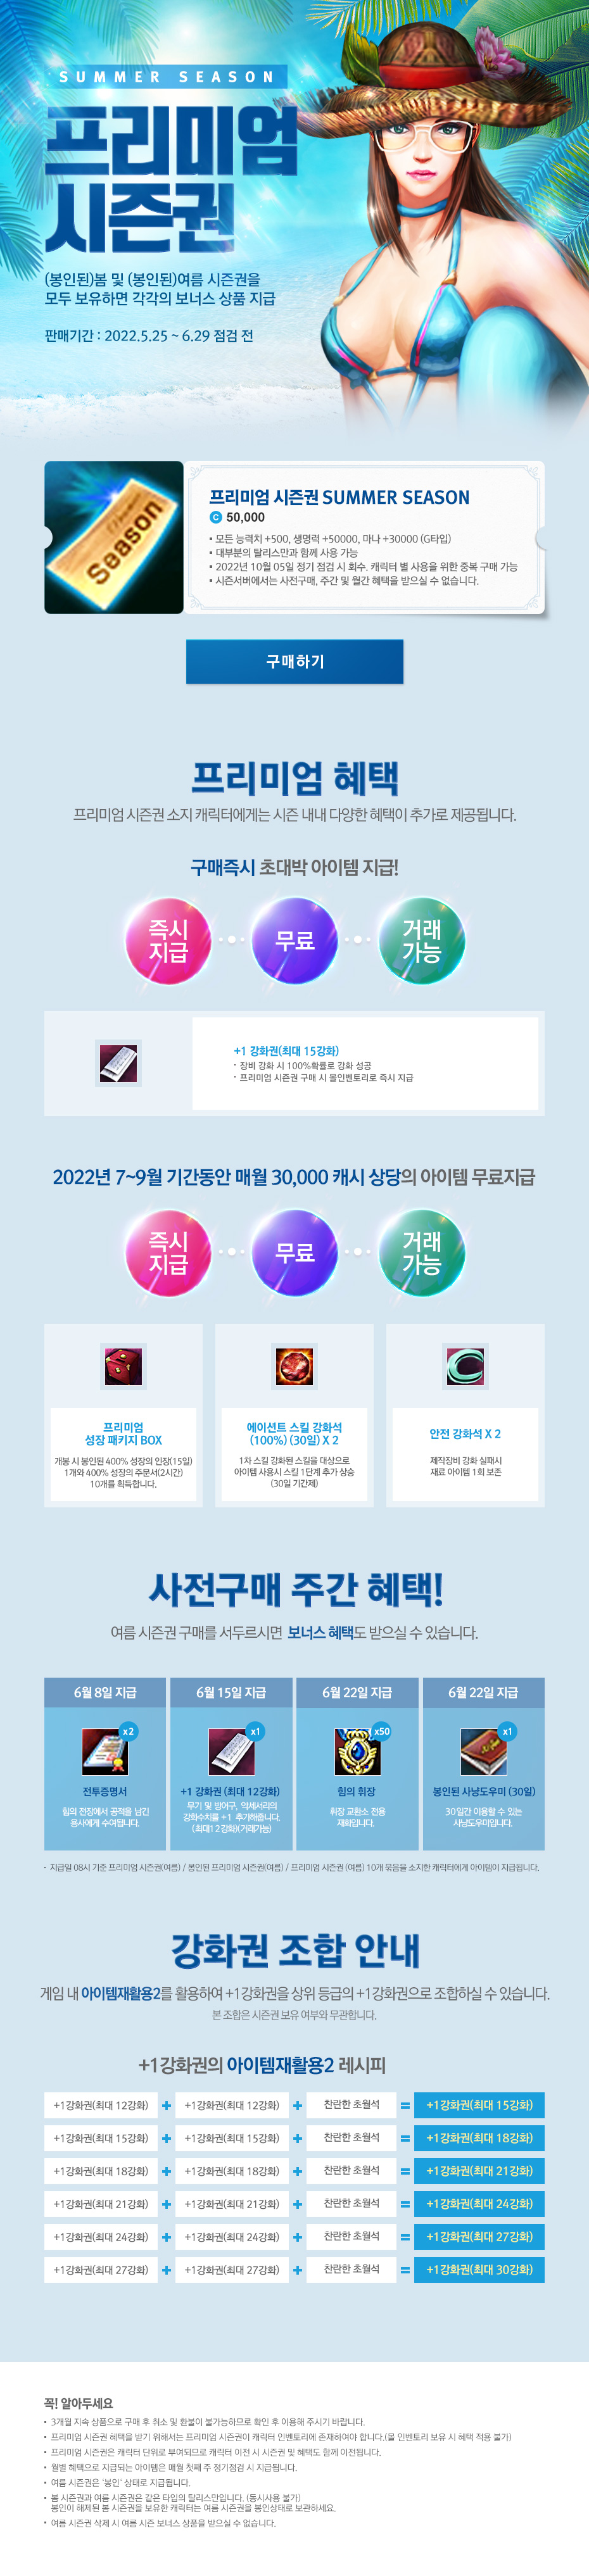 SUMMER SEASON
프리미엄
시즌권
(봉인된)봄 및 (봉인된)여름 시즌권을
모두 보유하면 각각의 보너스 상품 지급
판매기간 : 2022.5.25 ~ 6.29 점검 전
Season
프리미엄 시즌권 SUMMER SEASON
C 50,000
▪ 모든 능력치 +500, 생명력 +50000, 마나 +30000 (G타입)
▪ 대부분의 탈리스만과 함께 사용 가능
▪ 2022년 10월 05일 정기 점검 시 회수. 캐릭터 별 사용을 위한 중복 구매 가능
▪ 시즌서버에서는 사전구매, 주간 및 월간 혜택을 받으실 수 없습니다.
구매하기
프리미엄 혜택
프리미엄 시즌권 소지 캐릭터에게는 시즌 내내 다양한 혜택이 추가로 제공됩니다.
구매즉시 초대박 아이템 지급!
즉시
지급
무료
거래
가능
+1 강화권(최대 15강화)
· 장비 강화 시 100%확률로 강화 성공
· 프리미엄 시즌권 구매 시 몰인벤토리로 즉시 지급
2022년 7~9월 기간동안 매월 30,000 캐시 상당의 아이템 무료지급
즉시
지급
무료
거래
가능
프리미엄
성장 패키지 BOX
개봉 시 봉인된 400% 성장의 인장(15일)
1개와 400% 성장의 주문서(2시간)
10개를 획득합니다.
에이션트 스킬 강화석
(100%) (30일) X 2
1차 스킬 강화된 스킬을 대상으로
아이템 사용시 스킬 1단계 추가 상승
(30일 기간제)
안전 강화석 X 2
제작장비 강화 실패시
재료 아이템 1회 보존
사전구매 주간 혜택!
여름 시즌권 구매를 서두르시면 보너스 혜택도 받으실 수 있습니다.
6월 8일 지급
x2
전투증명서
힘의 전장에서 공적을 남긴
용사에게 수여됩니다.
6월 15일 지급
x1
+1 강화권 (최대 12강화)
무기 및 방어구, 악세서리의
강화수치를 +1 추가해줍니다.
(최대12강화)(거래가능)
6월 22일 지급
x50
힘의 휘장
휘장 교환소 전용
재화입니다.
6월 22일 지급
x1
봉인된 사냥도우미 (30일)
30일간 이용할 수 있는
사냥도우미입니다.
· 지급일 08시 기준 프리미엄 시즌권(여름) / 봉인된 프리미엄 시즌권(여름) / 프리미엄 시즌권 (여름) 10개 묶음을 소지한 캐릭터에게 아이템이 지급됩니다.
강화권 조합 안내
게임 내 아이템재활용2를 활용하여 +1강화권을 상위 등급의 +1강화권으로 조합하실 수 있습니다.
본 조합은 시즌권 보유 여부와 무관합니다.
+1강화권의 아이템재활용2 레시피
+1강화권(최대 12강화) + +1강화권(최대 12강화) + 찬란한 초월석 = +1강화권(최대 15강화)
+1강화권(최대 15강화) + +1강화권(최대 15강화) + 찬란한 초월석 = +1강화권(최대 18강화)
+1강화권(최대 18강화) + +1강화권(최대 18강화) + 찬란한 초월석 = +1강화권(최대 21강화)
+1강화권(최대 21강화) + +1강화권(최대 21강화) + 찬란한 초월석 = +1강화권(최대 24강화)
+1강화권(최대 24강화) + +1강화권(최대 24강화) + 찬란한 초월석 = +1강화권(최대 27강화)
+1강화권(최대 27강화) + +1강화권(최대 27강화) + 찬란한 초월석 = +1강화권(최대 30강화)
꼭! 알아두세요
• 3개월 지속 상품으로 구매 후 취소 및 환불이 불가능하므로 확인 후 이용해 주시기 바랍니다.
• 프리미엄 시즌권 혜택을 받기 위해서는 프리미엄 시즌권이 캐릭터 인벤토리에 존재하여야 합니다.(몰 인벤토리 보유 시 혜택 적용 불가)
• 프리미엄 시즌권은 캐릭터 단위로 부여되므로 캐릭터 이전 시 시즌권 및 혜택도 함께 이전됩니다.
• 월별 혜택으로 지급되는 아이템은 매월 첫째 주 정기점검 시 지급됩니다.
• 여름 시즌권은 '봉인' 상태로 지급됩니다.
• 봄 시즌권과 여름 시즌권은 같은 타입의 탈리스만입니다. (동시사용 불가)
봉인이 해제된 봄 시즌권을 보유한 캐릭터는 여름 시즌권을 봉인상태로 보관하세요.
• 여름 시즌권 삭제 시 여름 시즌 보너스 상품을 받으실 수 없습니다.